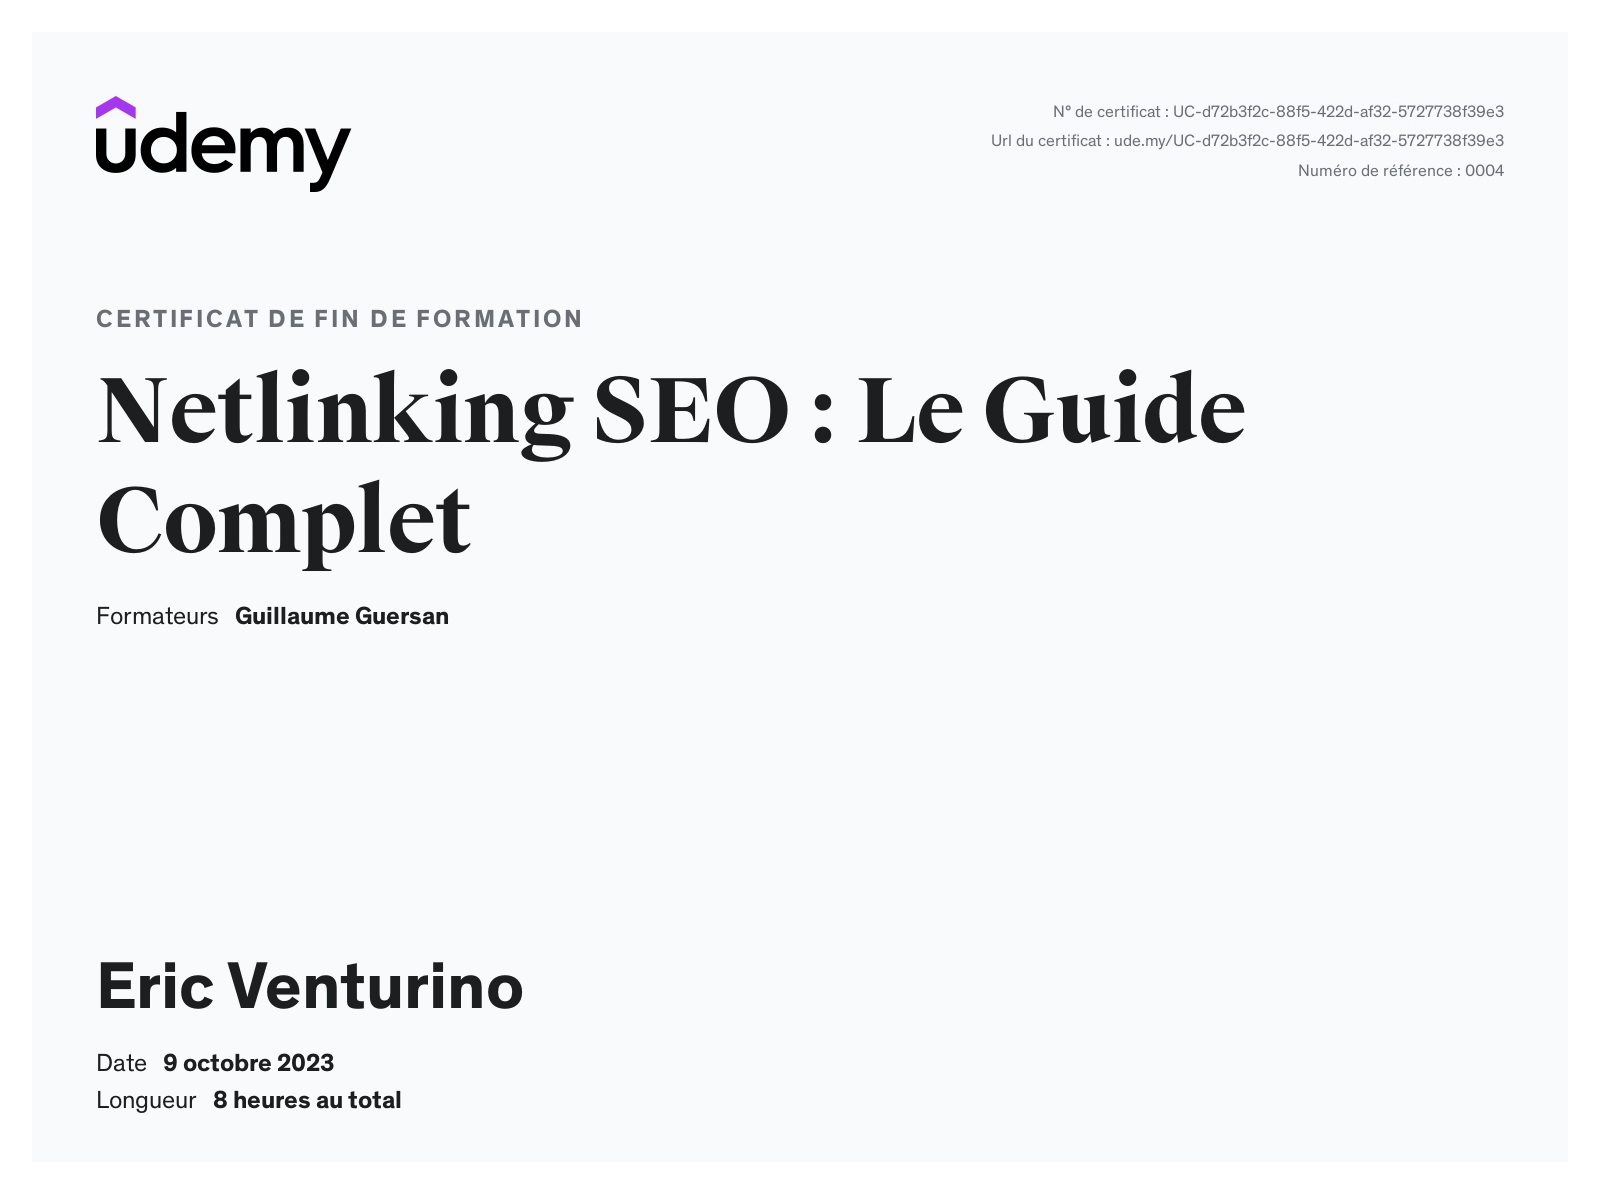 udemy
N° de certificat : UC-d72b3f2c-88f5-422d-af32-5727738f39e3
Url du certificat : ude.my/UC-d72b3f2c-88f5-422d-af32-5727738f39e3
Numéro de référence : 0004
CERTIFICAT DE FIN DE FORMATION
Netlinking SEO : Le Guide
Complet
Formateurs Guillaume Guersan
Eric Venturino
Date 9 octobre 2023
Longueur 8 heures au total